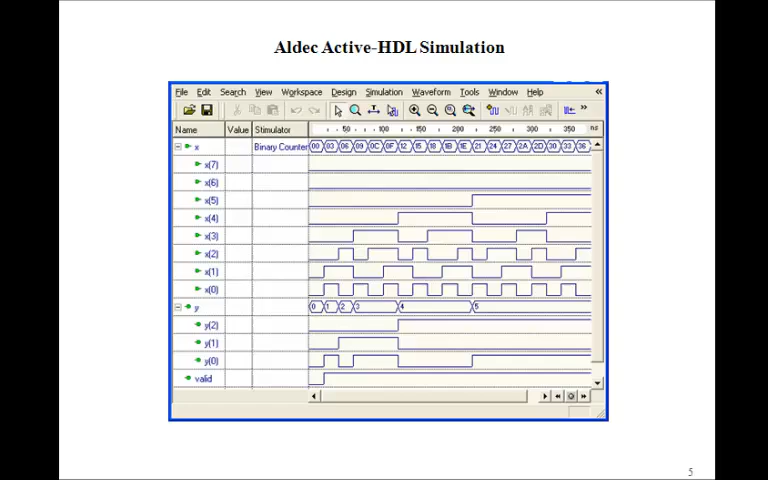 Aldec Active-HDL Simulation
File Edit Search View Workspace Design Simulation Waveform Tools Window Help «
»
Name Value Stimulator 50 100 150 200 250 300 350 ns
x Binary Counter 00 03 06 09 0C 0F 12 15 18 1B 1E 21 24 27 2A 2D 30 33 36
x(7)
x(6)
x(5)
x(4)
x(3)
x(2)
x(1)
x(0)
y 0 1 2 3 4 5
y(2)
y(1)
y(0)
valid
5